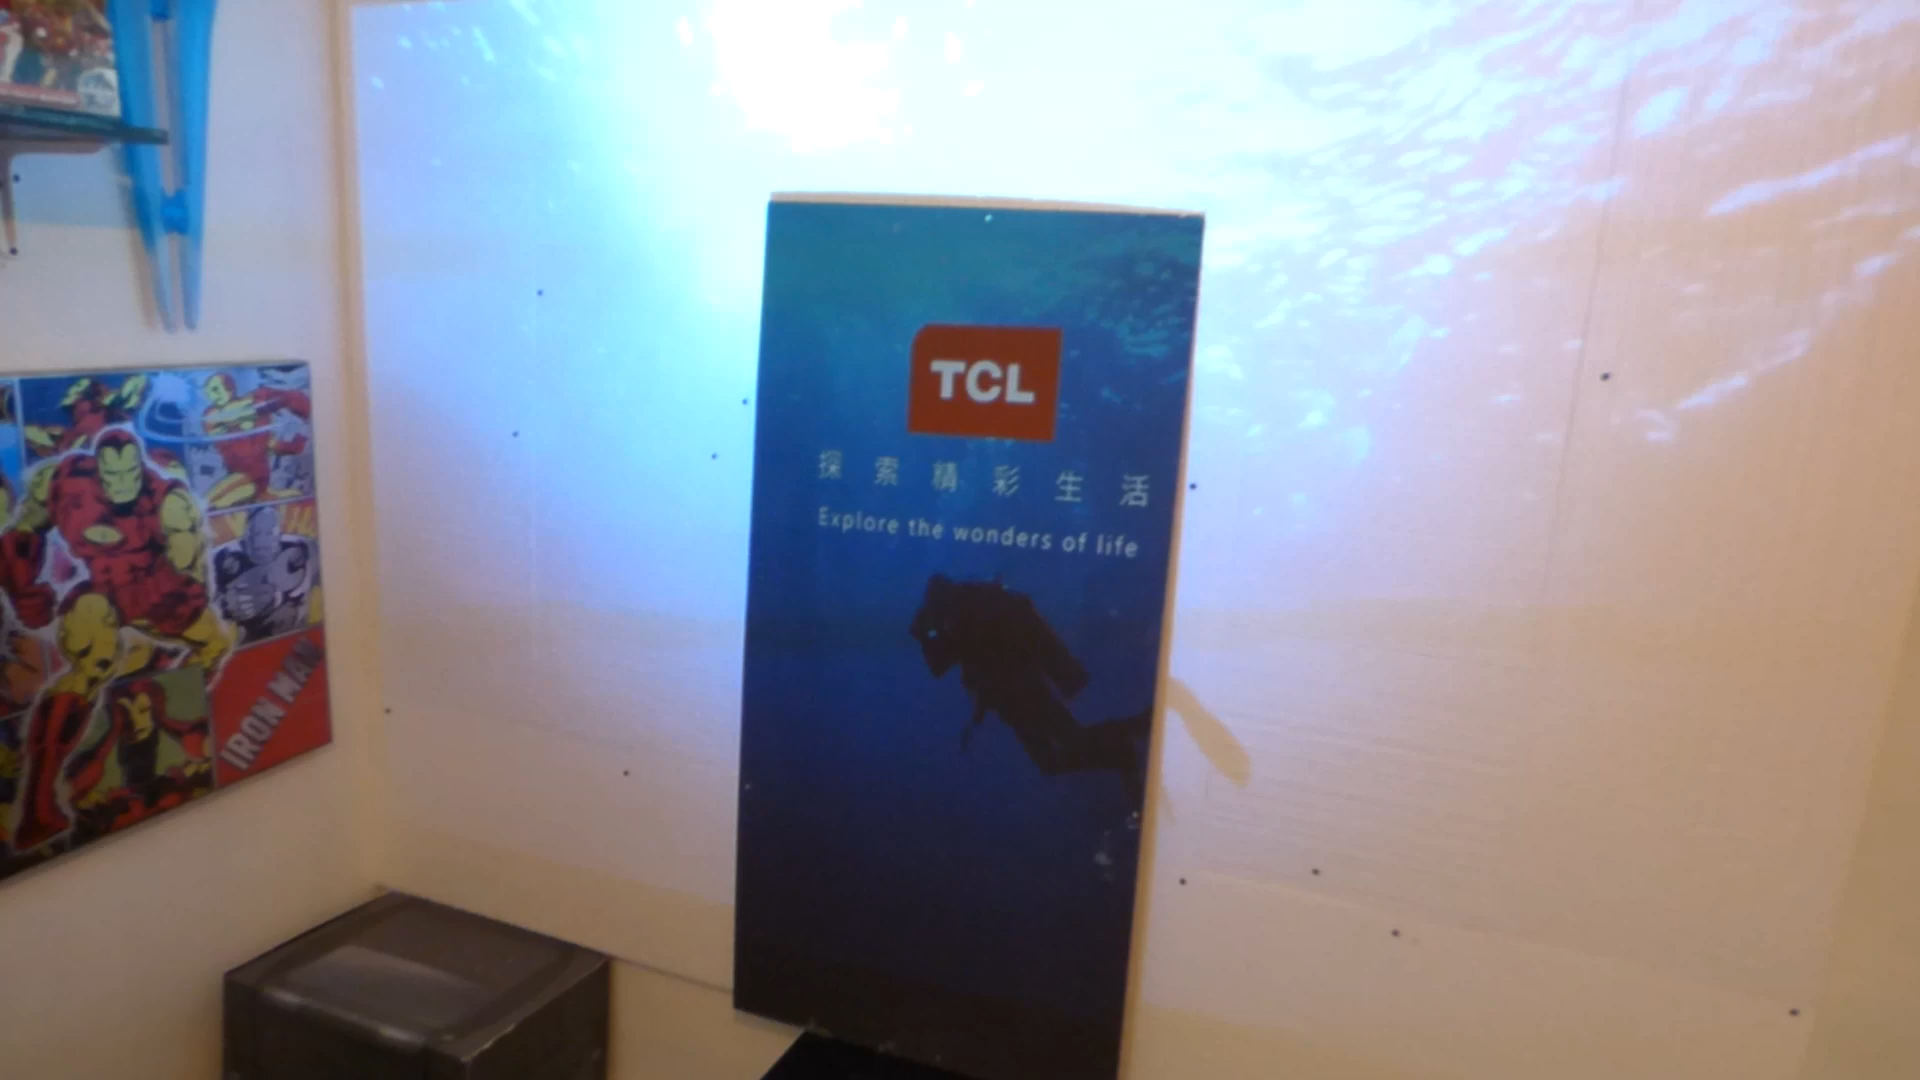 TCL
探索精彩生活
Explore the wonders of life
IRON MAN